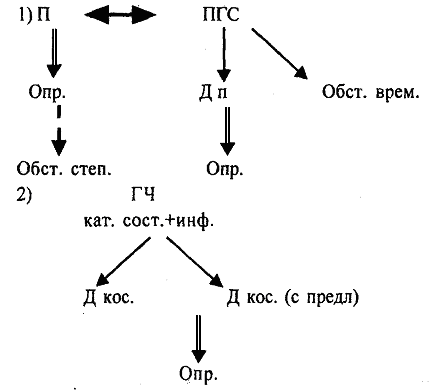 1) П ПГС
Опр. Д п Обст. врем.
Обст. степ. Опр.
2) ГЧ
кат. сост.+инф.
Д кос. Д кос. (с предл)
Опр.